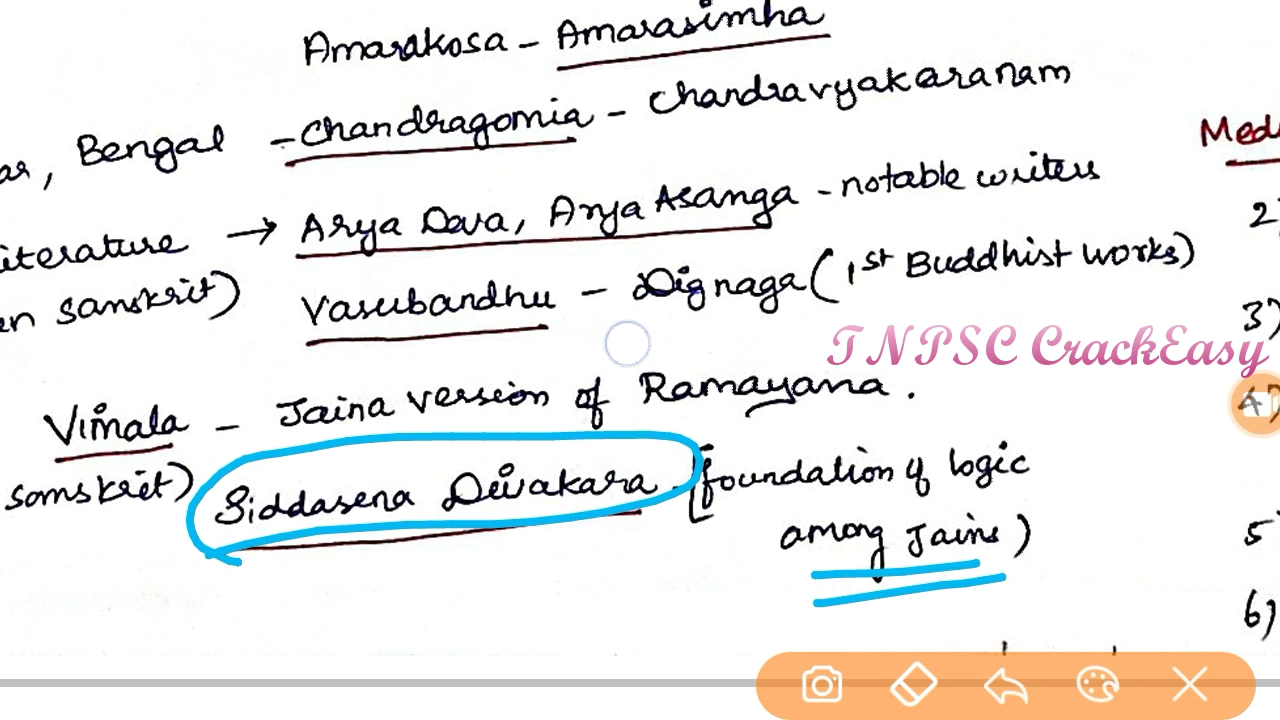 Amarakosa - Amarasimha
ar, Bengal - Chandragomia - Chandravyakaranam
iterature → Arya Deva, Arya Asanga - notable writers
en sanskrit)
Vasubandhu - Dignaga (1st Buddhist works)
TNPSC CrackEasy
Vimala - Jaina version of Ramayana.
samskrit) Siddasena Divakara - [foundation of logic
among Jains)
Med
2)
3)
4)
5
6)